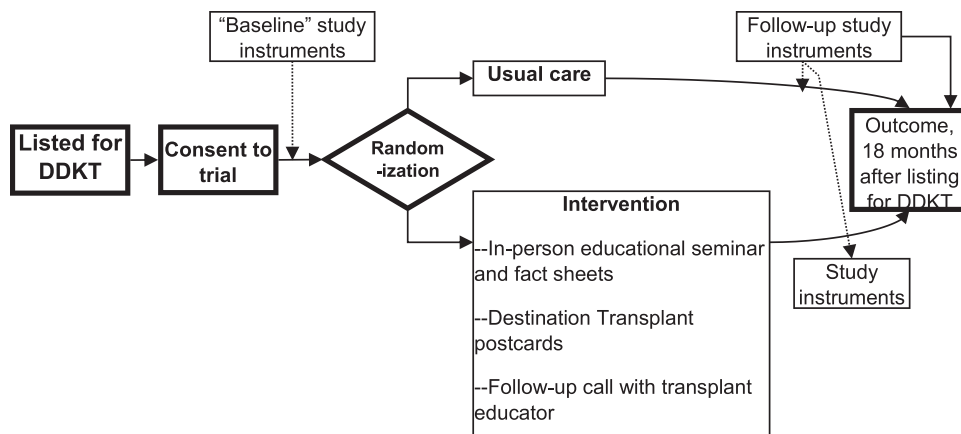 “Baseline” study
instruments
Follow-up study
instruments
Usual care
Listed for
DDKT
Consent to
trial
Random
-ization
Outcome,
18 months
after listing
for DDKT
Intervention
--In-person educational seminar
and fact sheets
--Destination Transplant
postcards
--Follow-up call with transplant
educator
Study
instruments